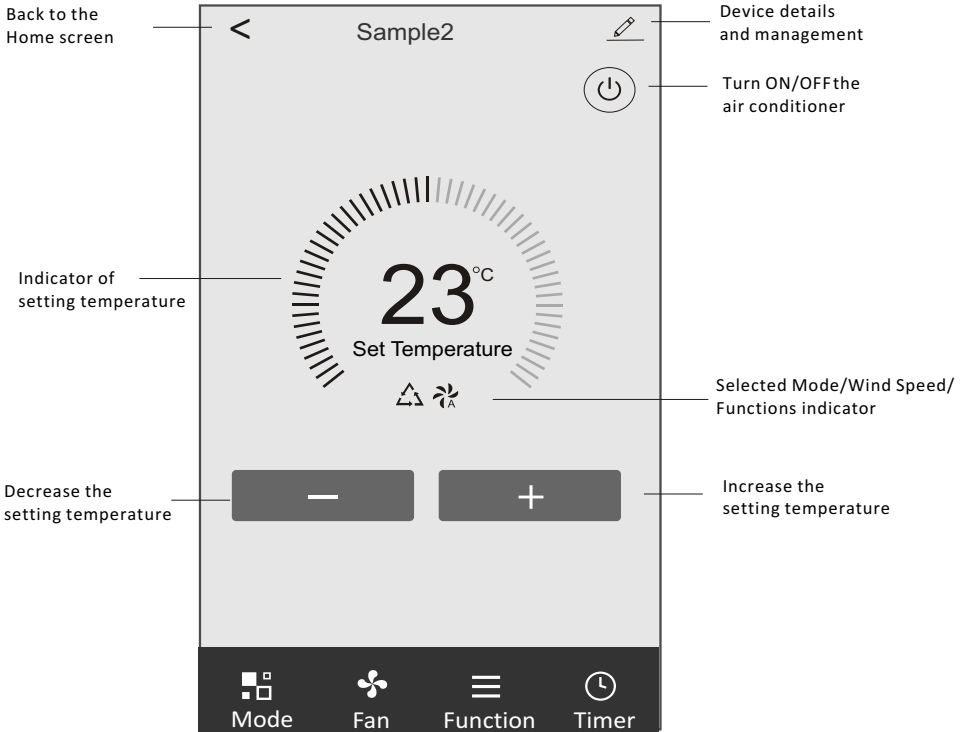 Back to the
Home screen
<
Sample2
Device details
and management
Turn ON/OFFthe
air conditioner
Indicator of
setting temperature
23°C
Set Temperature
A
Selected Mode/Wind Speed/
Functions indicator
Decrease the
setting temperature
—
+
Increase the
setting temperature
Mode
Fan
Function
Timer